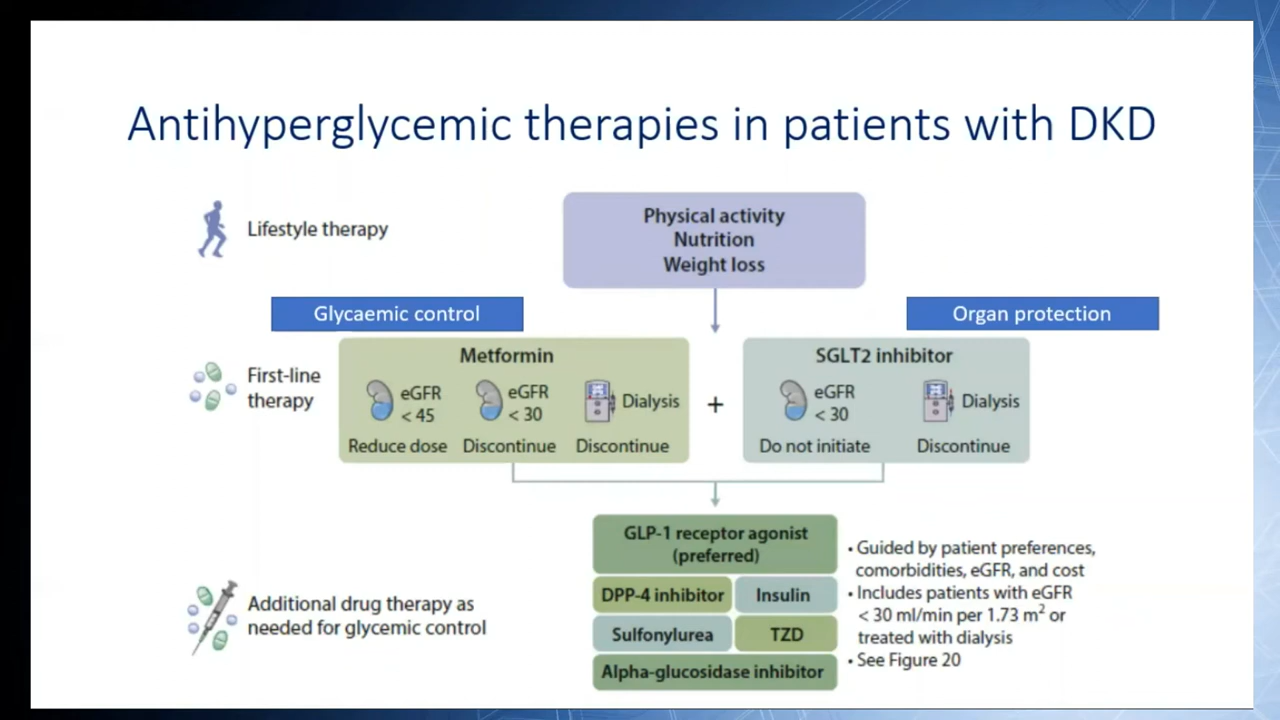 Antihyperglycemic therapies in patients with DKD
Lifestyle therapy
Physical activity
Nutrition
Weight loss
Glycaemic control
Organ protection
First-line
therapy
Metformin
eGFR
< 45
Reduce dose
eGFR
< 30
Discontinue
Dialysis
Discontinue
+
SGLT2 inhibitor
eGFR
< 30
Do not initiate
Dialysis
Discontinue
Additional drug therapy as
needed for glycemic control
GLP-1 receptor agonist
(preferred)
DPP-4 inhibitor
Insulin
Sulfonylurea
TZD
Alpha-glucosidase inhibitor
• Guided by patient preferences,
comorbidities, eGFR, and cost
• Includes patients with eGFR
< 30 ml/min per 1.73 m² or
treated with dialysis
• See Figure 20